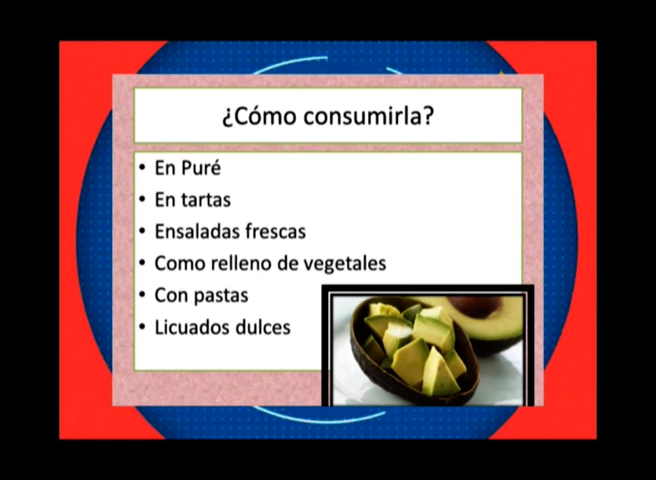 ¿Cómo consumirla?
• En Puré
• En tartas
• Ensaladas frescas
• Como relleno de vegetales
• Con pastas
• Licuados dulces